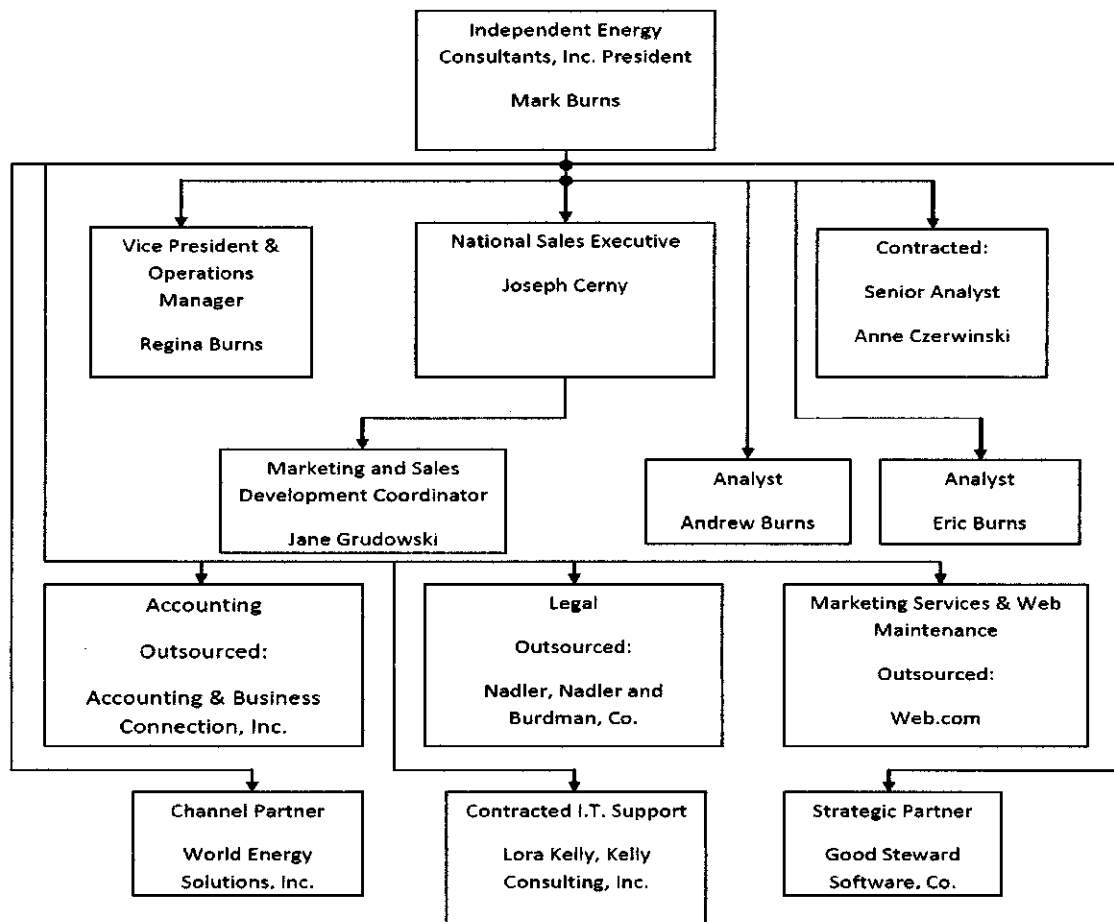 Independent Energy
Consultants, Inc. President
Mark Burns
Vice President &
Operations
Manager
Regina Burns
National Sales Executive
Joseph Cerny
Contracted:
Senior Analyst
Anne Czerwinski
Marketing and Sales
Development Coordinator
Jane Grudowski
Analyst
Andrew Burns
Analyst
Eric Burns
Accounting
Outsourced:
Accounting & Business
Connection, Inc.
Legal
Outsourced:
Nadler, Nadler and
Burdman, Co.
Marketing Services & Web
Maintenance
Outsourced:
Web.com
Channel Partner
World Energy
Solutions, Inc.
Contracted I.T. Support
Lora Kelly, Kelly
Consulting, Inc.
Strategic Partner
Good Steward
Software, Co.